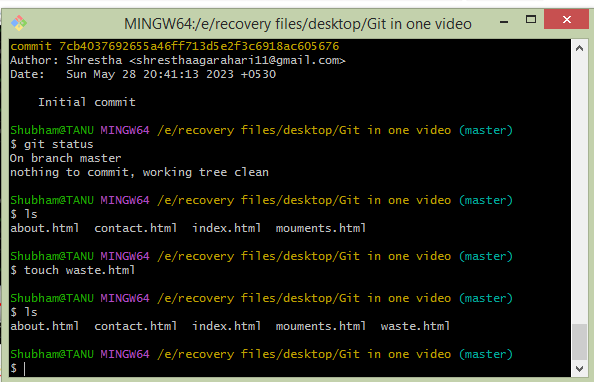 MINGW64:/e/recovery files/desktop/Git in one video
commit 7cb4037692655a46ff713d5e2f3c6918ac605676
Author: Shrestha <shresthaagarahari11@gmail.com>
Date:   Sun May 28 20:41:13 2023 +0530
Initial commit
Shubham@TANU MINGW64 /e/recovery files/desktop/Git in one video (master)
$ git status
On branch master
nothing to commit, working tree clean
Shubham@TANU MINGW64 /e/recovery files/desktop/Git in one video (master)
$ ls
about.html  contact.html  index.html  mouments.html
Shubham@TANU MINGW64 /e/recovery files/desktop/Git in one video (master)
$ touch waste.html
Shubham@TANU MINGW64 /e/recovery files/desktop/Git in one video (master)
$ ls
about.html  contact.html  index.html  mouments.html  waste.html
Shubham@TANU MINGW64 /e/recovery files/desktop/Git in one video (master)
$